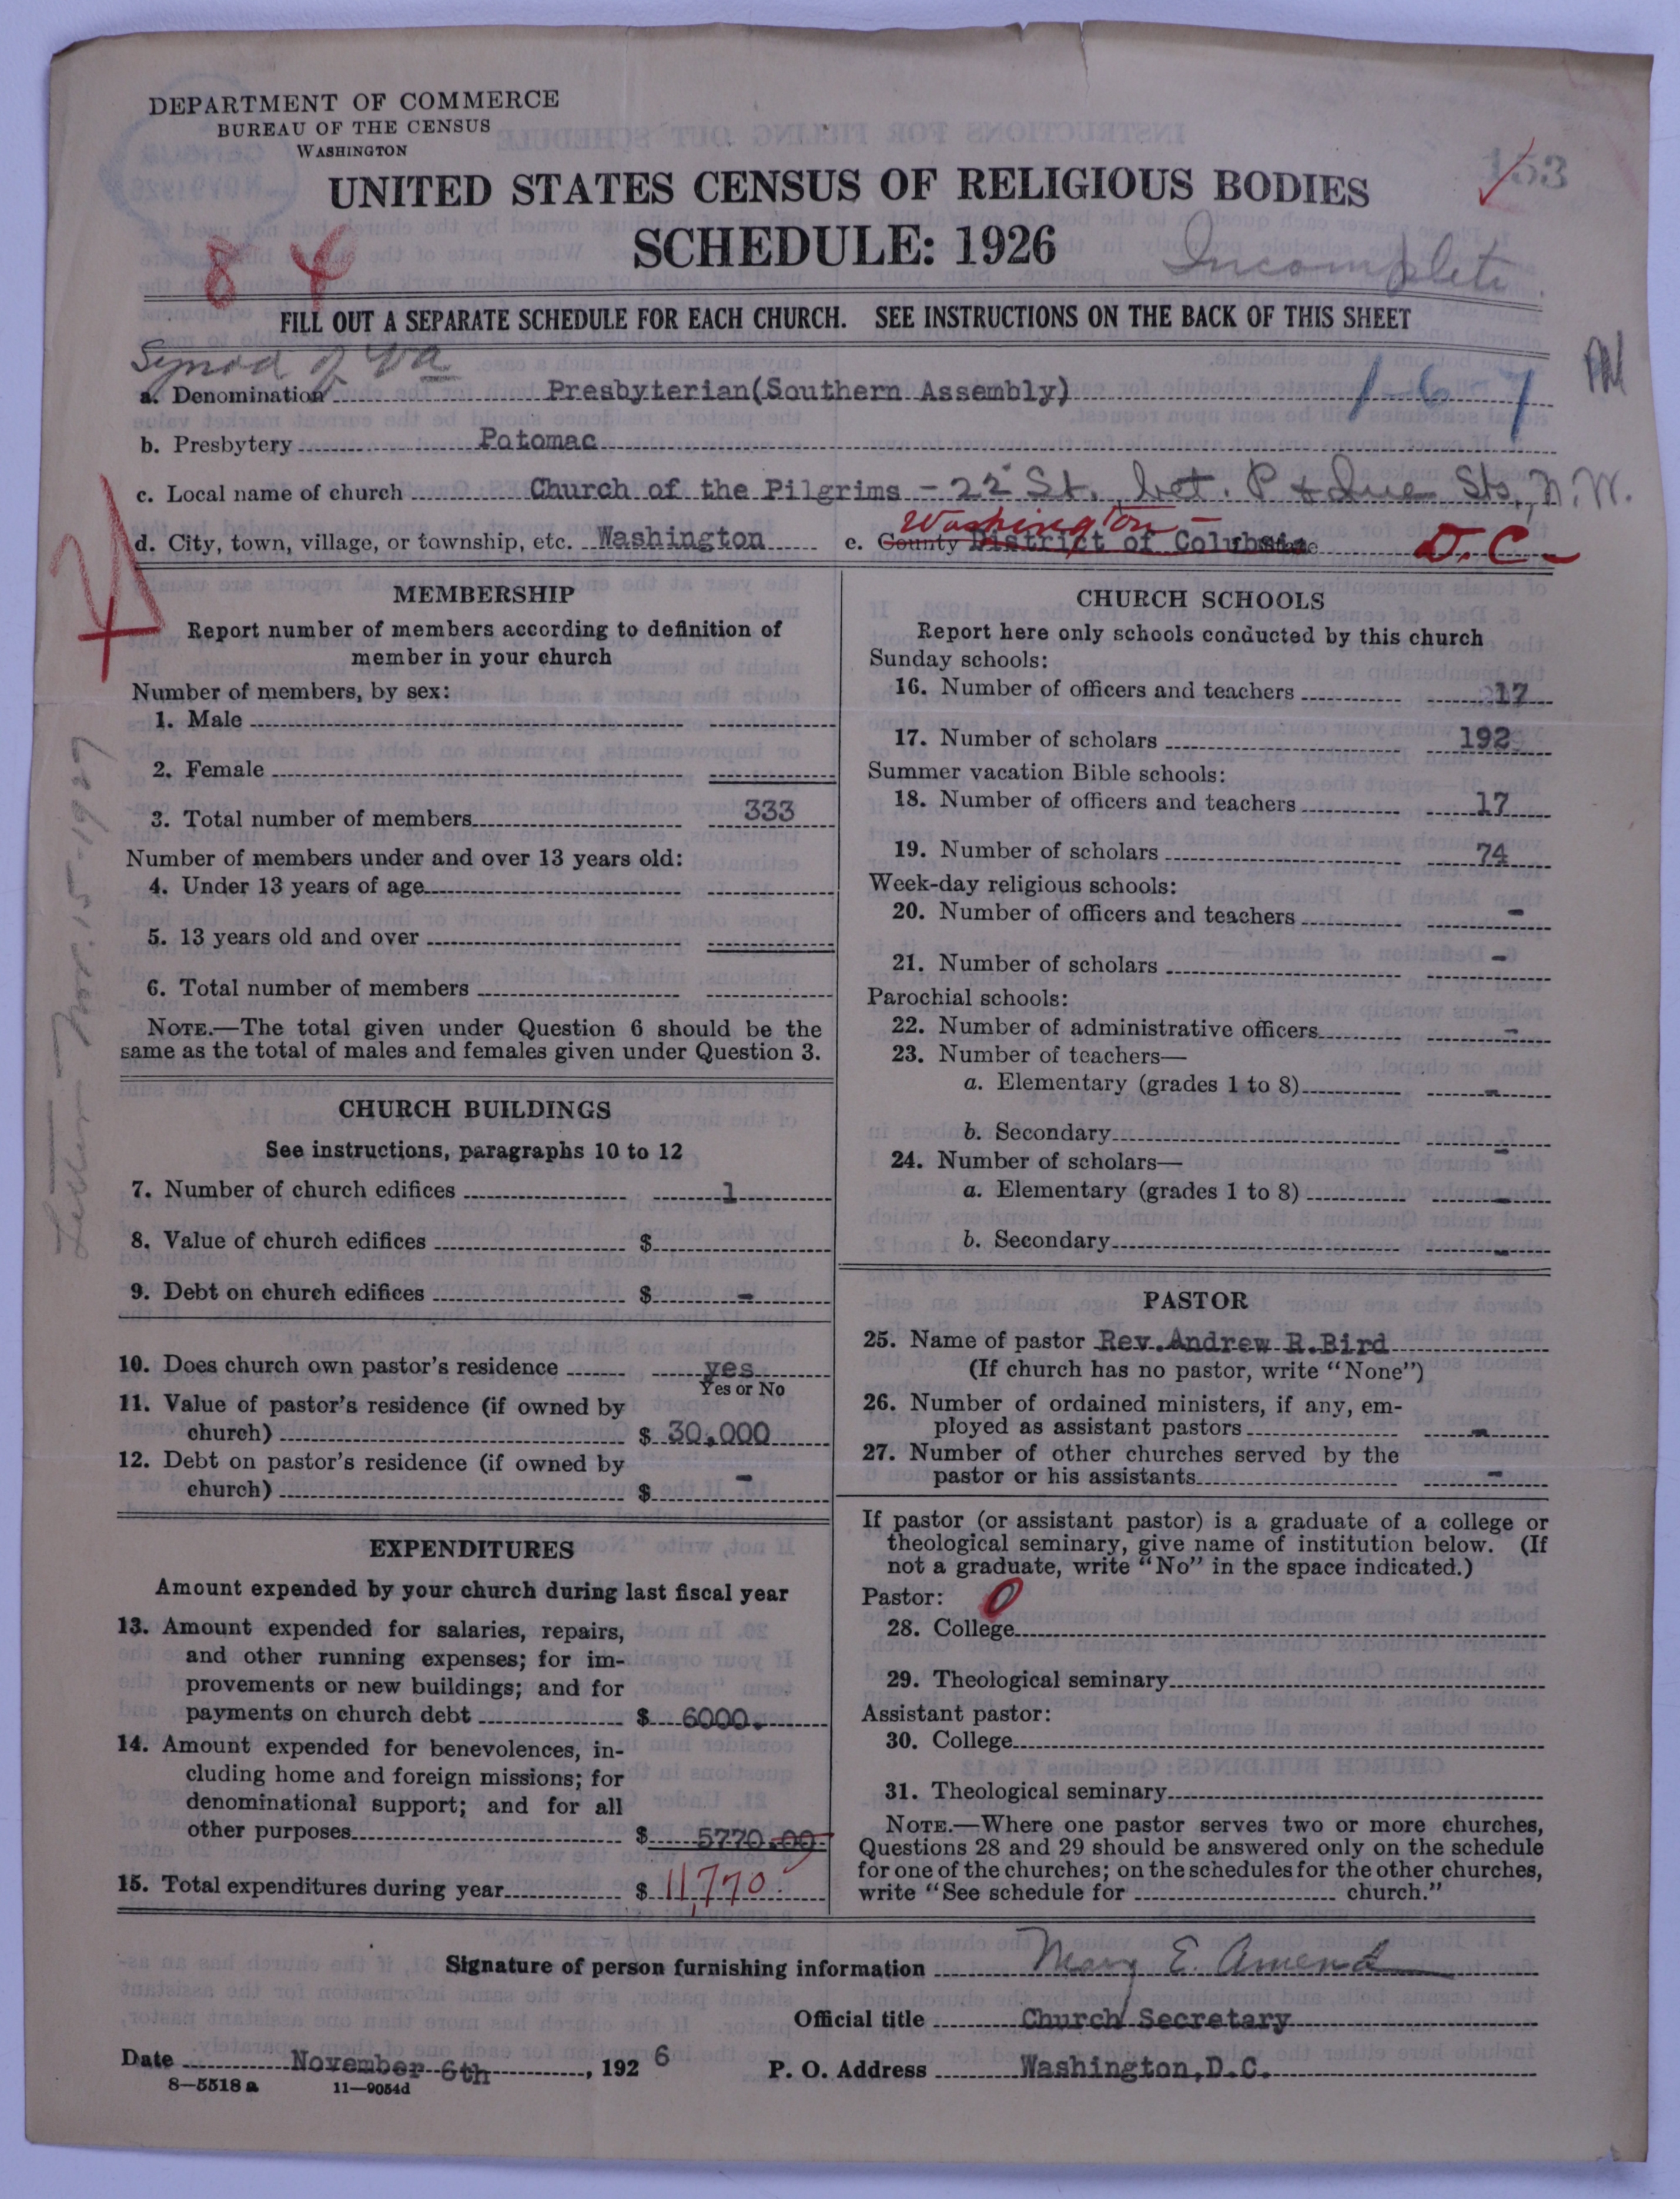 DEPARTMENT OF COMMERCE
BUREAU OF THE CENSUS
WASHINGTON
153
UNITED STATES CENSUS OF RELIGIOUS BODIES
SCHEDULE: 1926
8 4
Incomplete
FILL OUT A SEPARATE SCHEDULE FOR EACH CHURCH. SEE INSTRUCTIONS ON THE BACK OF THIS SHEET
Synod of Va
a. Denomination Presbyterian(Southern Assembly) 1-67
b. Presbytery Potomac
c. Local name of church Church of the Pilgrims - 22 St. bet. P & Que Sts, N.W.
Washington -
d. City, town, village, or township, etc. Washington e. County District of Columbia State D.C.-
MEMBERSHIP
Report number of members according to definition of
member in your church
Number of members, by sex:
1. Male
2. Female
3. Total number of members 333
Number of members under and over 13 years old:
4. Under 13 years of age
5. 13 years old and over
6. Total number of members
NOTE.—The total given under Question 6 should be the
same as the total of males and females given under Question 3.
CHURCH BUILDINGS
See instructions, paragraphs 10 to 12
7. Number of church edifices 1
8. Value of church edifices $
9. Debt on church edifices $ -
10. Does church own pastor's residence yes
Yes or No
11. Value of pastor's residence (if owned by
church) $ 30.000
12. Debt on pastor's residence (if owned by
church) $ -
EXPENDITURES
Amount expended by your church during last fiscal year
13. Amount expended for salaries, repairs,
and other running expenses; for im-
provements or new buildings; and for
payments on church debt $ 6000.
14. Amount expended for benevolences, in-
cluding home and foreign missions; for
denominational support; and for all
other purposes $ 5770.00
15. Total expenditures during year $ 11,770.
CHURCH SCHOOLS
Report here only schools conducted by this church
Sunday schools:
16. Number of officers and teachers 17
17. Number of scholars 192
Summer vacation Bible schools:
18. Number of officers and teachers 17
19. Number of scholars 74
Week-day religious schools:
20. Number of officers and teachers -
21. Number of scholars -
Parochial schools:
22. Number of administrative officers -
23. Number of teachers—
a. Elementary (grades 1 to 8) -
b. Secondary -
24. Number of scholars—
a. Elementary (grades 1 to 8) -
b. Secondary -
PASTOR
25. Name of pastor Rev. Andrew R. Bird
(If church has no pastor, write "None")
26. Number of ordained ministers, if any, em-
ployed as assistant pastors -
27. Number of other churches served by the
pastor or his assistants -
If pastor (or assistant pastor) is a graduate of a college or
theological seminary, give name of institution below. (If
not a graduate, write "No" in the space indicated.)
Pastor: 0
28. College
29. Theological seminary
Assistant pastor:
30. College
31. Theological seminary
NOTE.—Where one pastor serves two or more churches,
Questions 28 and 29 should be answered only on the schedule
for one of the churches; on the schedules for the other churches,
write "See schedule for church."
Signature of person furnishing information Mary E. Amend
Official title Church Secretary
Date November 6th, 1926 P. O. Address Washington, D.C.
8—5518 a 11—9054d
Letter Nov. 15-1927